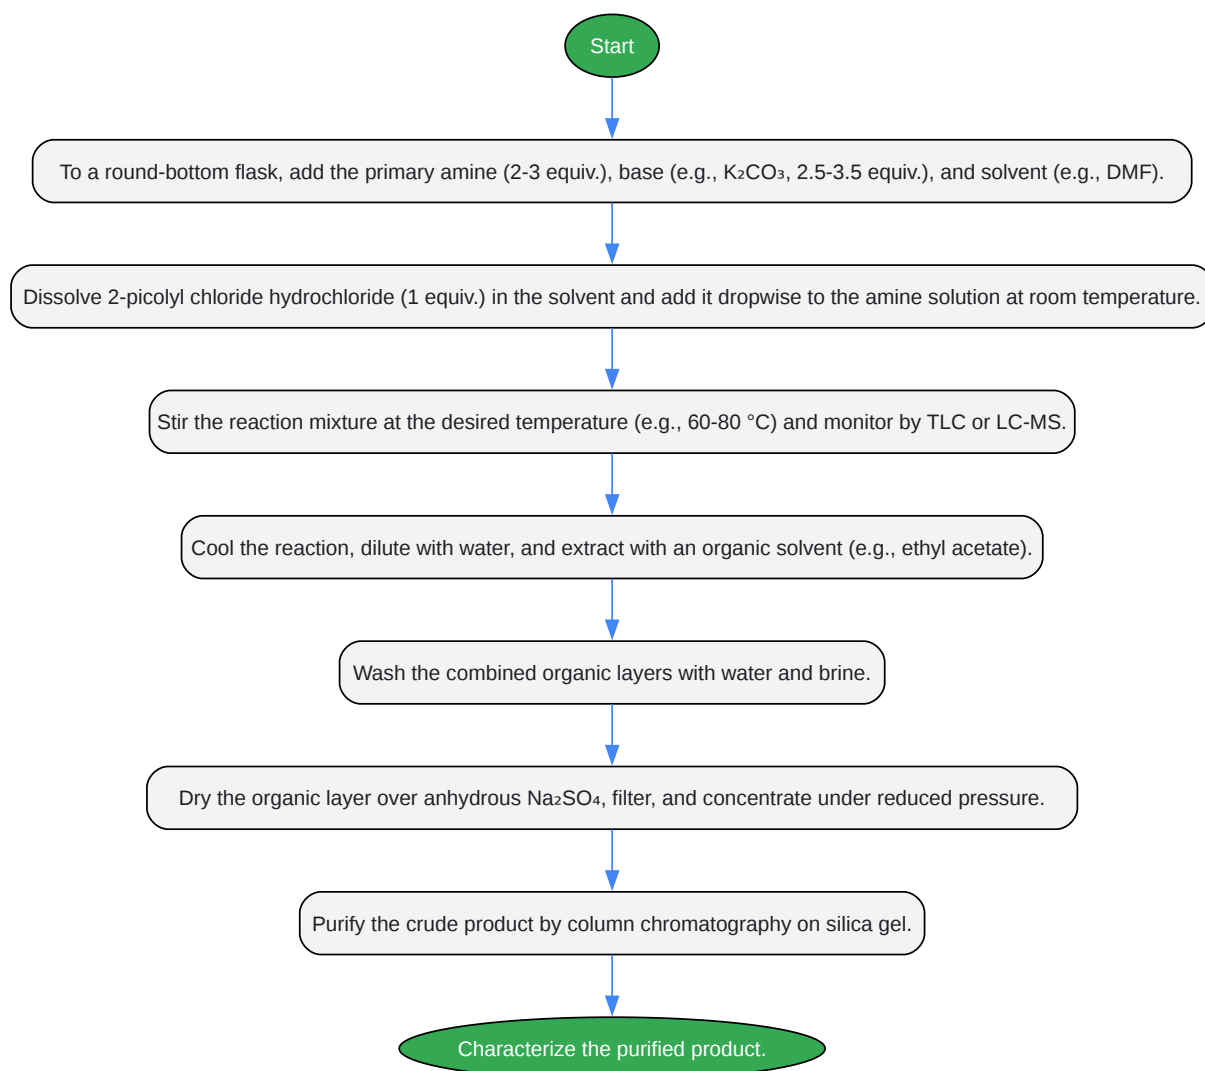 Start
To a round-bottom flask, add the primary amine (2-3 equiv.), base (e.g., K₂CO₃, 2.5-3.5 equiv.), and solvent (e.g., DMF).
Dissolve 2-picolyl chloride hydrochloride (1 equiv.) in the solvent and add it dropwise to the amine solution at room temperature.
Stir the reaction mixture at the desired temperature (e.g., 60-80 °C) and monitor by TLC or LC-MS.
Cool the reaction, dilute with water, and extract with an organic solvent (e.g., ethyl acetate).
Wash the combined organic layers with water and brine.
Dry the organic layer over anhydrous Na₂SO₄, filter, and concentrate under reduced pressure.
Purify the crude product by column chromatography on silica gel.
Characterize the purified product.